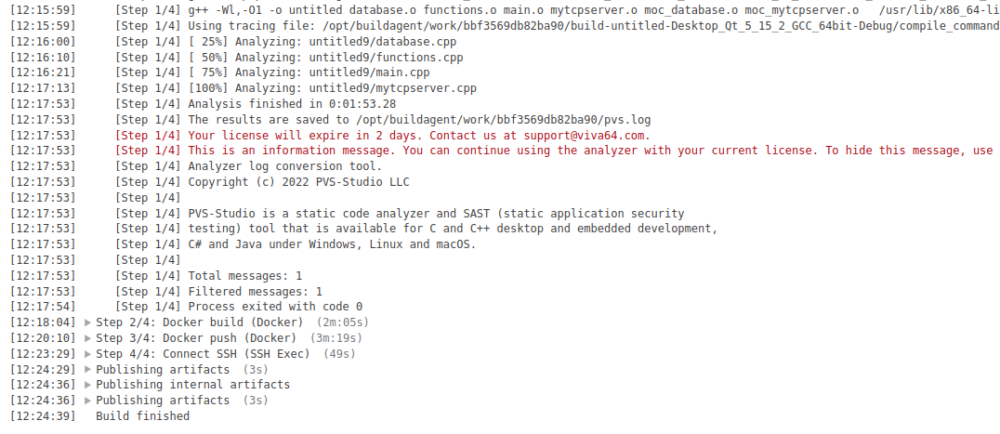 [12:15:59] [Step 1/4] g++ -Wl,-O1 -o untitled database.o functions.o main.o mytcpserver.o moc_database.o moc_mytcpserver.o /usr/lib/x86_64-li
[12:15:59] [Step 1/4] Using tracing file: /opt/buildagent/work/bbf3569db82ba90/build-untitled-Desktop_Qt_5_15_2_GCC_64bit-Debug/compile_command
[12:16:00] [Step 1/4] [ 25%] Analyzing: untitled9/database.cpp
[12:16:10] [Step 1/4] [ 50%] Analyzing: untitled9/functions.cpp
[12:16:21] [Step 1/4] [ 75%] Analyzing: untitled9/main.cpp
[12:17:13] [Step 1/4] [100%] Analyzing: untitled9/mytcpserver.cpp
[12:17:53] [Step 1/4] Analysis finished in 0:01:53.28
[12:17:53] [Step 1/4] The results are saved to /opt/buildagent/work/bbf3569db82ba90/pvs.log
[12:17:53] [Step 1/4] Your license will expire in 2 days. Contact us at support@viva64.com.
[12:17:53] [Step 1/4] This is an information message. You can continue using the analyzer with your current license. To hide this message, use
[12:17:53] [Step 1/4] Analyzer log conversion tool.
[12:17:53] [Step 1/4] Copyright (c) 2022 PVS-Studio LLC
[12:17:53] [Step 1/4]
[12:17:53] [Step 1/4] PVS-Studio is a static code analyzer and SAST (static application security
[12:17:53] [Step 1/4] testing) tool that is available for C and C++ desktop and embedded development,
[12:17:53] [Step 1/4] C# and Java under Windows, Linux and macOS.
[12:17:53] [Step 1/4]
[12:17:53] [Step 1/4] Total messages: 1
[12:17:53] [Step 1/4] Filtered messages: 1
[12:17:54] [Step 1/4] Process exited with code 0
[12:18:04] Step 2/4: Docker build (Docker) (2m:05s)
[12:20:10] Step 3/4: Docker push (Docker) (3m:19s)
[12:23:29] Step 4/4: Connect SSH (SSH Exec) (49s)
[12:24:29] Publishing artifacts (3s)
[12:24:36] Publishing internal artifacts
[12:24:36] Publishing artifacts (3s)
[12:24:39] Build finished